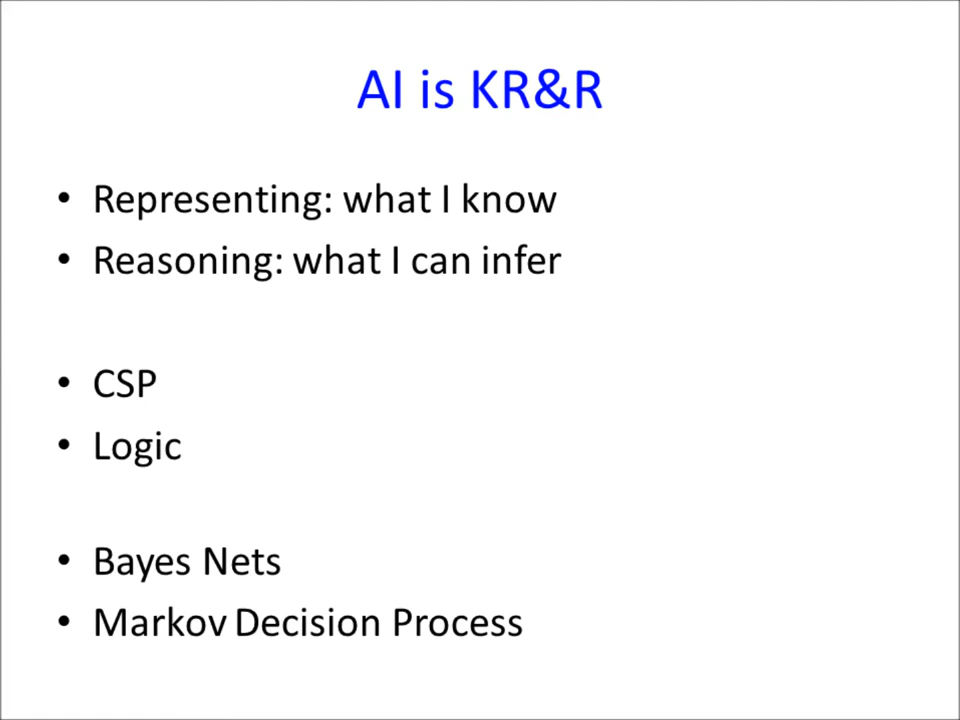 AI is KR&R
• Representing: what I know
• Reasoning: what I can infer
• CSP
• Logic
• Bayes Nets
• Markov Decision Process